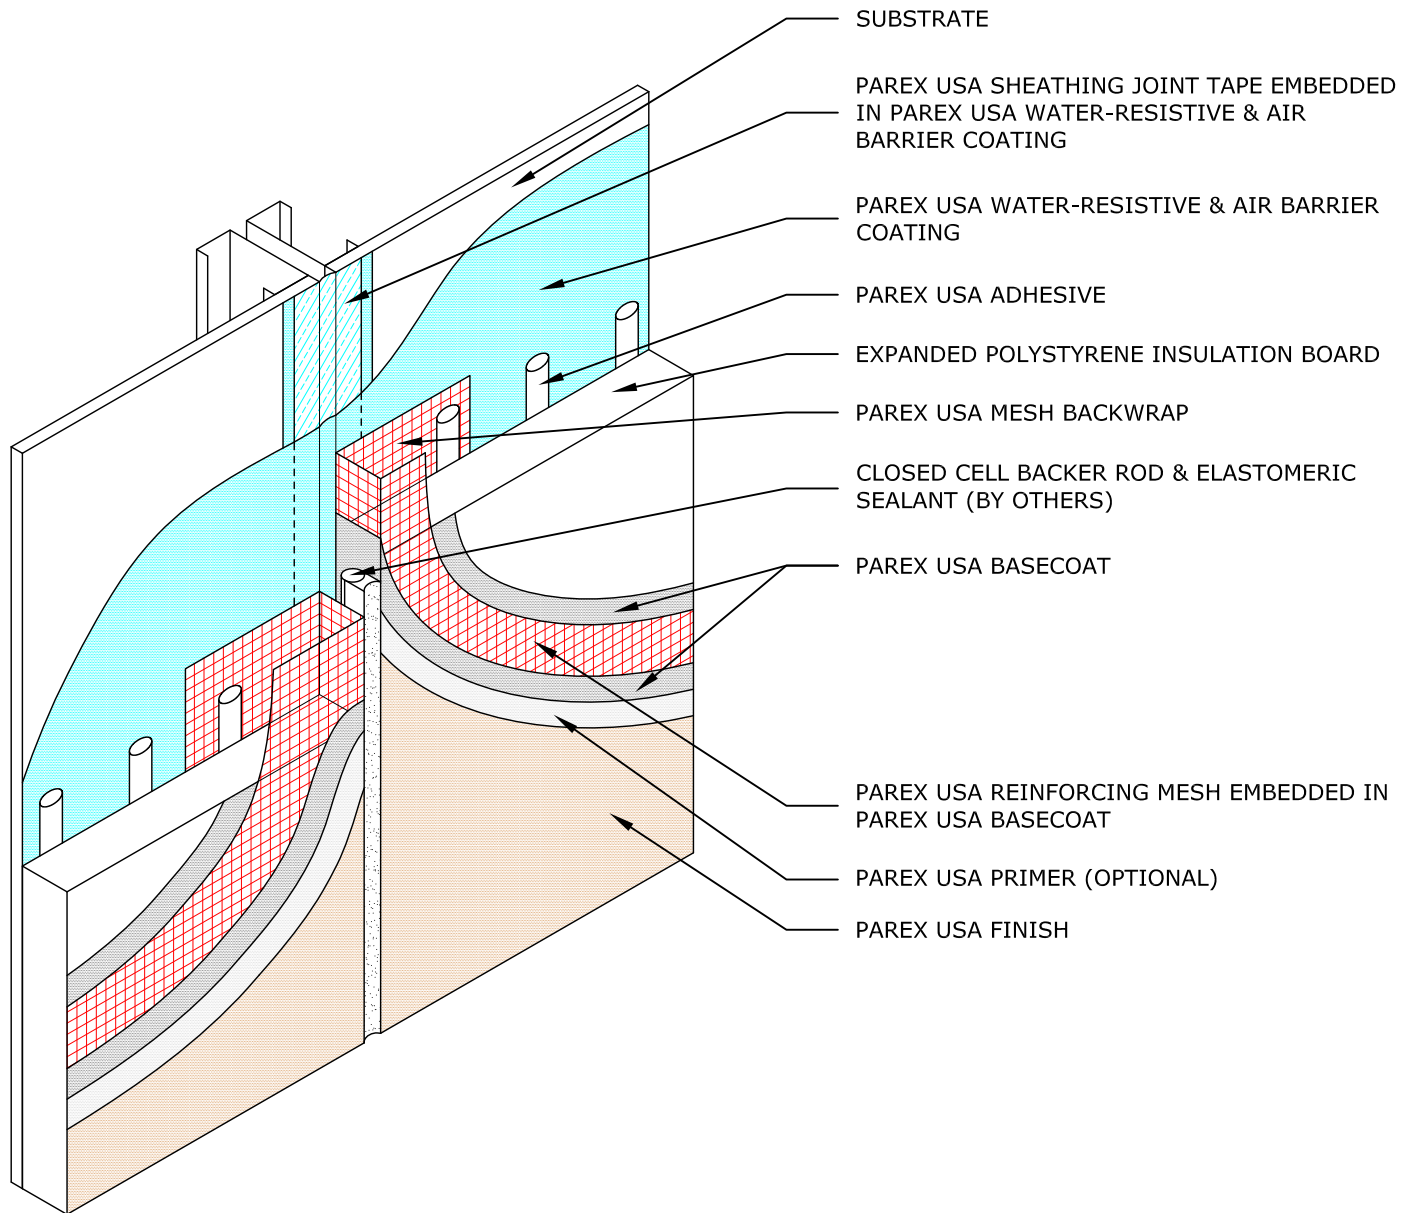 SUBSTRATE
PAREX USA SHEATHING JOINT TAPE EMBEDDED
IN PAREX USA WATER-RESISTIVE & AIR
BARRIER COATING
PAREX USA WATER-RESISTIVE & AIR BARRIER
COATING
PAREX USA ADHESIVE
EXPANDED POLYSTYRENE INSULATION BOARD
PAREX USA MESH BACKWRAP
CLOSED CELL BACKER ROD & ELASTOMERIC
SEALANT (BY OTHERS)
PAREX USA BASECOAT
PAREX USA REINFORCING MESH EMBEDDED IN
PAREX USA BASECOAT
PAREX USA PRIMER (OPTIONAL)
PAREX USA FINISH